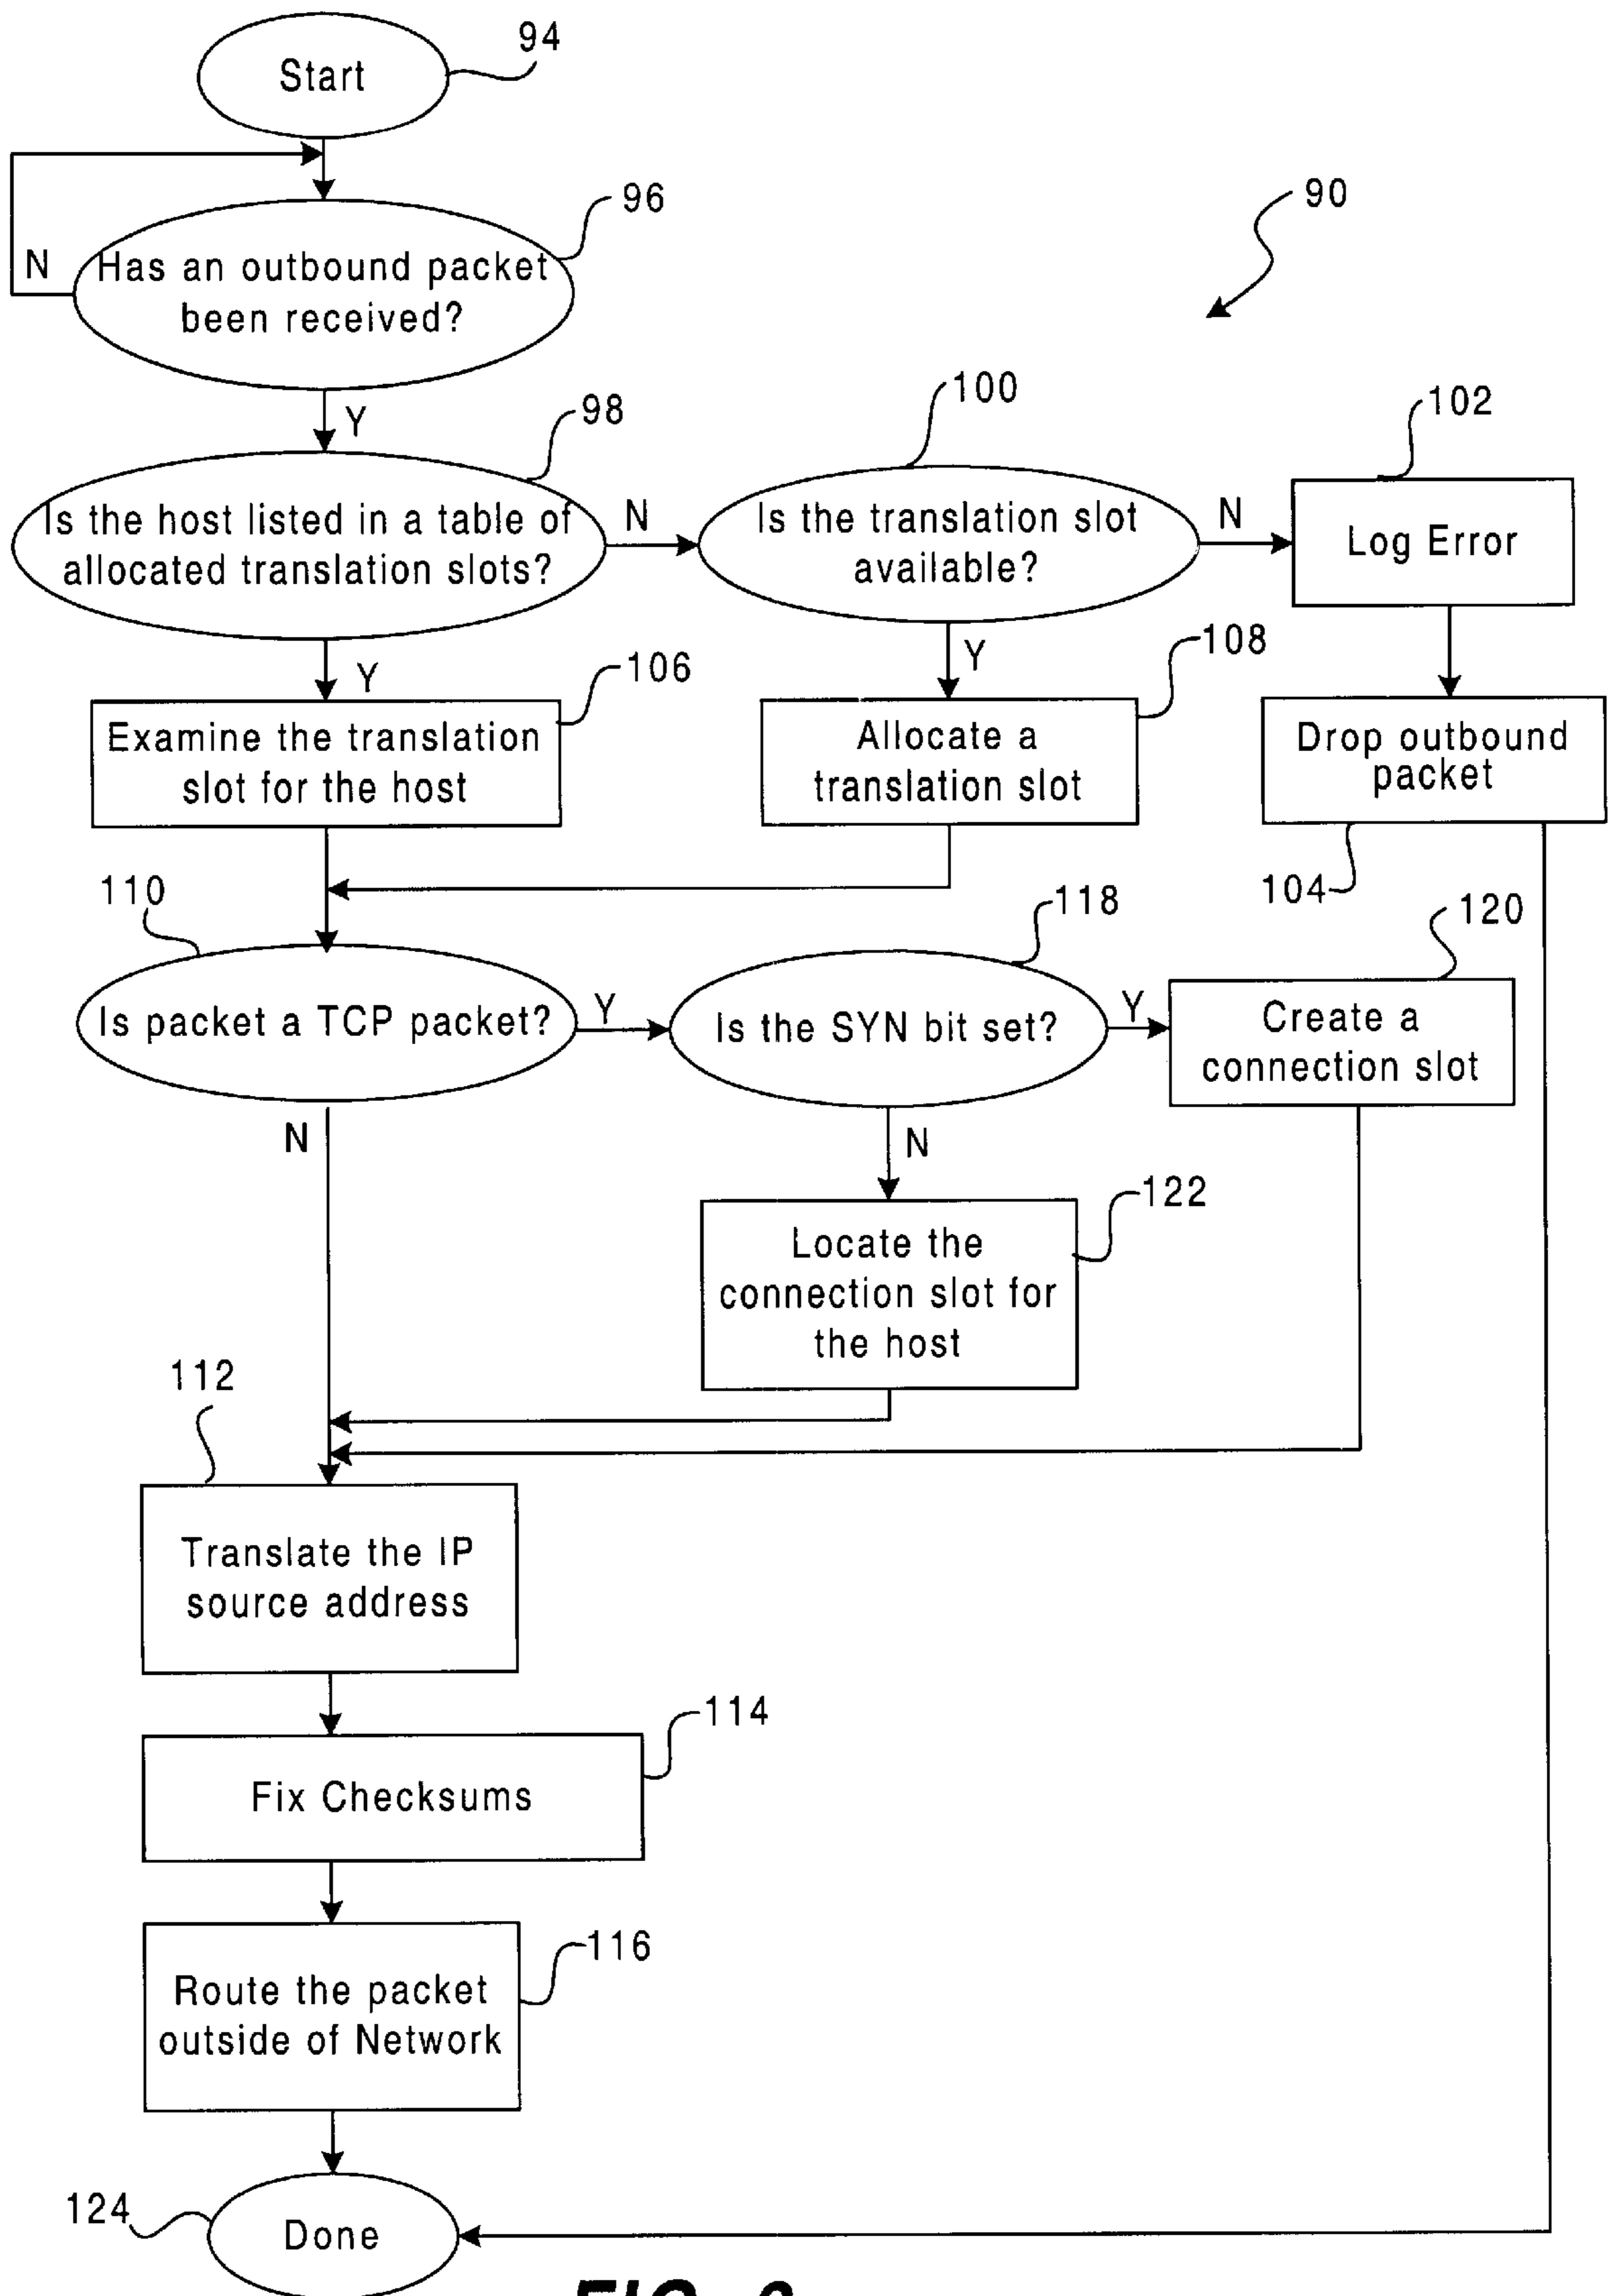 94
Start
96
90
N
Has an outbound packet
been received?
Y
98
100
102
Is the host listed in a table of
allocated translation slots?
N
Is the translation slot
available?
N
Log Error
Y
106
Y
108
Examine the translation
slot for the host
Allocate a
translation slot
Drop outbound
packet
104
110
118
120
Is packet a TCP packet?
Y
Is the SYN bit set?
Y
Create a
connection slot
N
N
122
Locate the
connection slot for
the host
112
Translate the IP
source address
114
Fix Checksums
116
Route the packet
outside of Network
124
Done